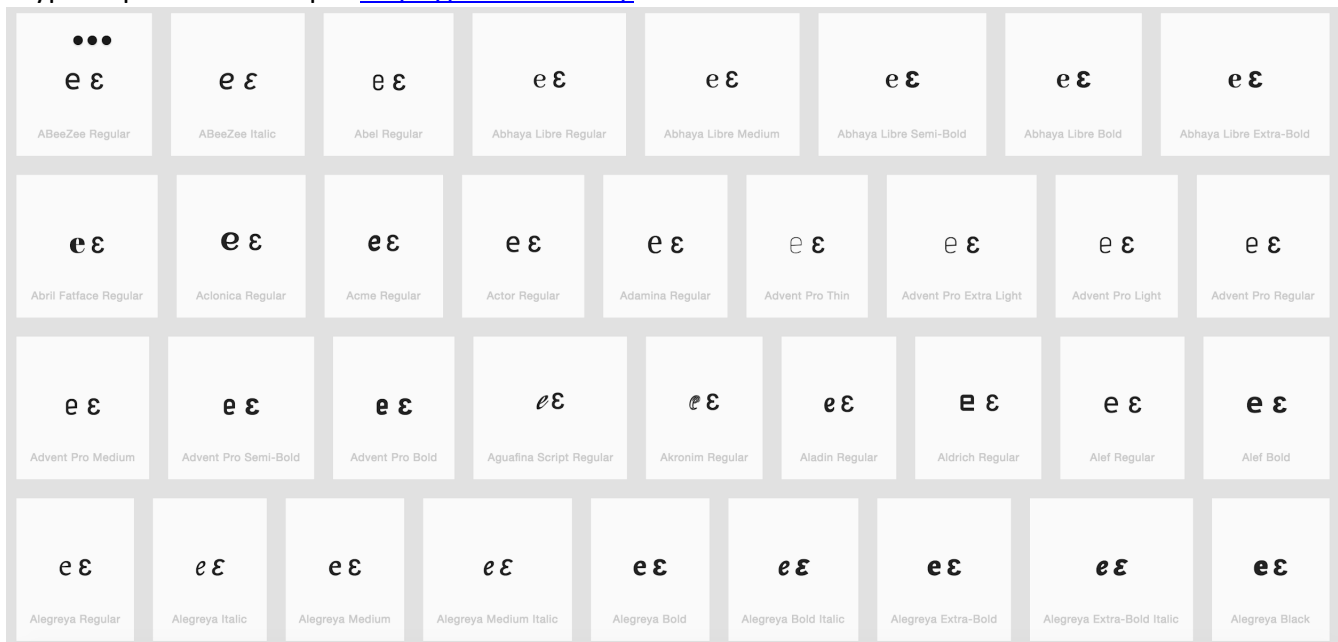 e ε e ε e ε e ε e ε e ε e ε e ε
ABeeZee Regular ABeeZee Italic Abel Regular Abhaya Libre Regular Abhaya Libre Medium Abhaya Libre Semi-Bold Abhaya Libre Bold Abhaya Libre Extra-Bold
e ε e ε e ε e ε e ε e ε e ε e ε e ε
Abril Fatface Regular Aclonica Regular Acme Regular Actor Regular Adamina Regular Advent Pro Thin Advent Pro Extra Light Advent Pro Light Advent Pro Regular
e ε e ε e ε e ε e ε e ε e ε e ε e ε
Advent Pro Medium Advent Pro Semi-Bold Advent Pro Bold Aguafina Script Regular Akronim Regular Aladin Regular Aldrich Regular Alef Regular Alef Bold
e ε e ε e ε e ε e ε e ε e ε e ε e ε
Alegreya Regular Alegreya Italic Alegreya Medium Alegreya Medium Italic Alegreya Bold Alegreya Bold Italic Alegreya Extra-Bold Alegreya Extra-Bold Italic Alegreya Black